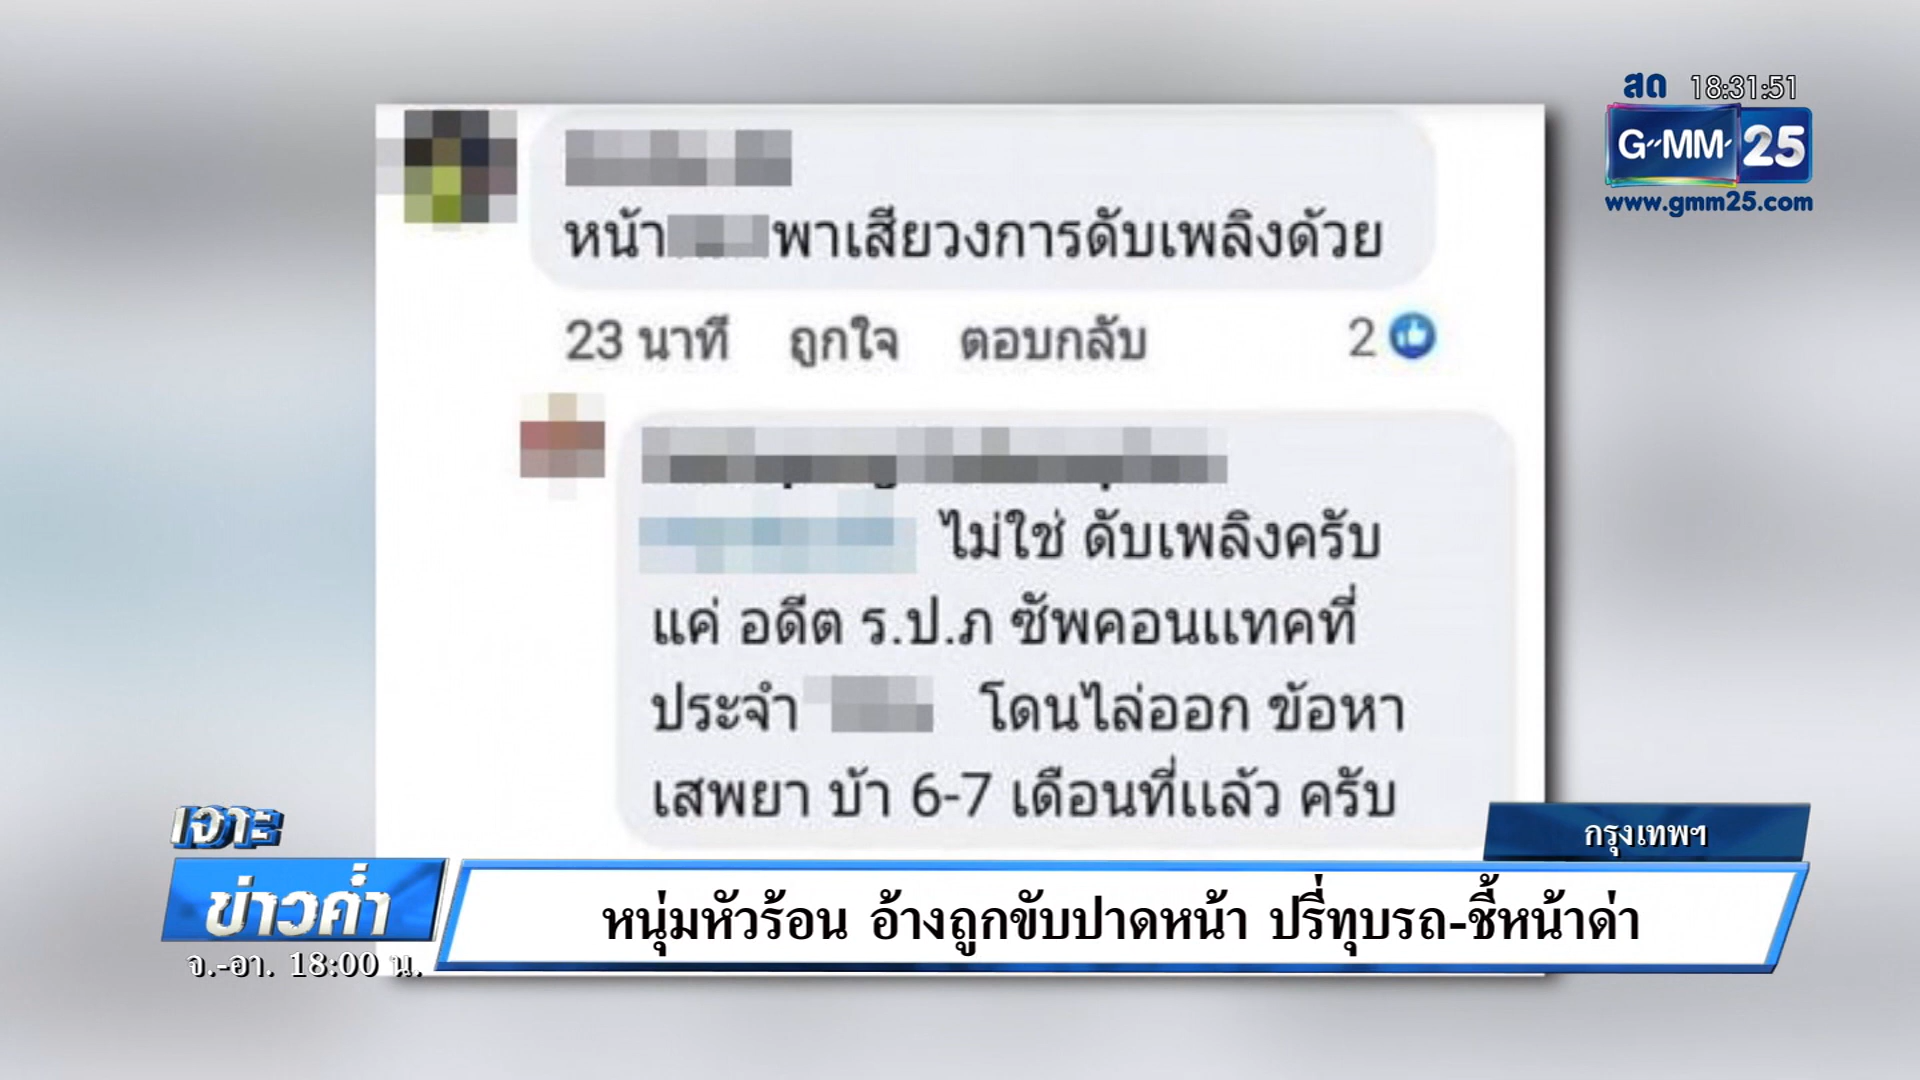 สด 18:31:51
GMM 25
www.gmm25.com
หน้า พาเสียวงการดับเพลิงด้วย
23 นาที ถูกใจ ตอบกลับ 2
ไม่ใช่ ดับเพลิงครับ
แค่ อดีต ร.ป.ภ ซัพคอนแทคที่
ประจำ โดนไล่ออก ข้อหา
เสพยา บ้า 6-7 เดือนที่แล้ว ครับ
กรุงเทพฯ
เจาะ
ข่าวค่ำ
หนุ่มหัวร้อน อ้างถูกขับปาดหน้า ปรี่ทุบรถ-ชี้หน้าด่า
จ.-อา. 18:00 น.